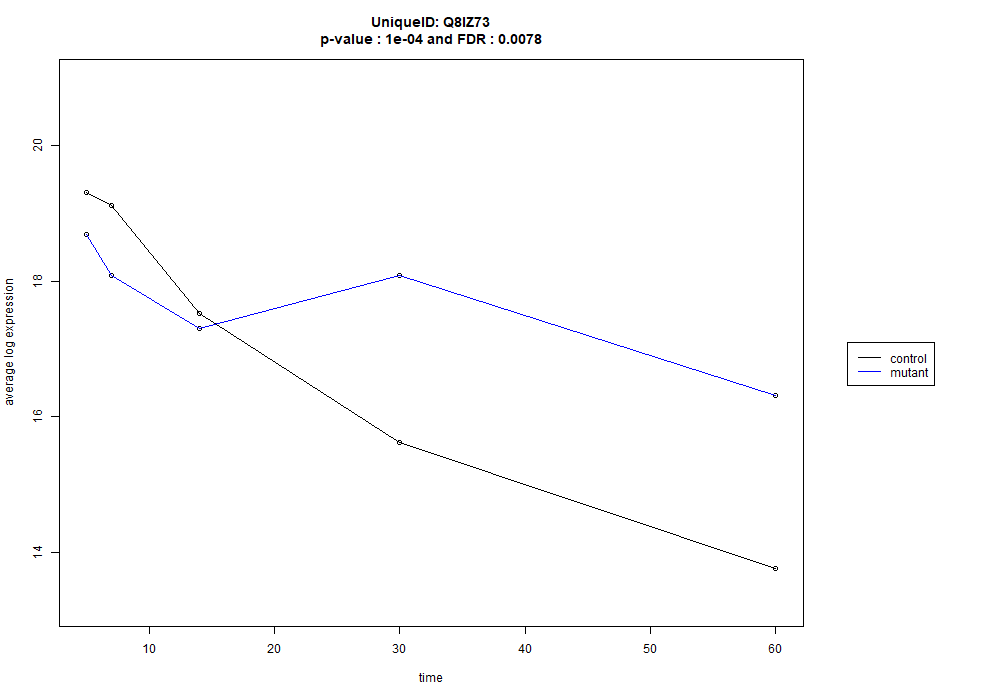 UniqueID: Q8IZ73
p-value : 1e-04 and FDR : 0.0078
average log expression
20
18
16
14
10
20
30
40
50
60
time
control
mutant